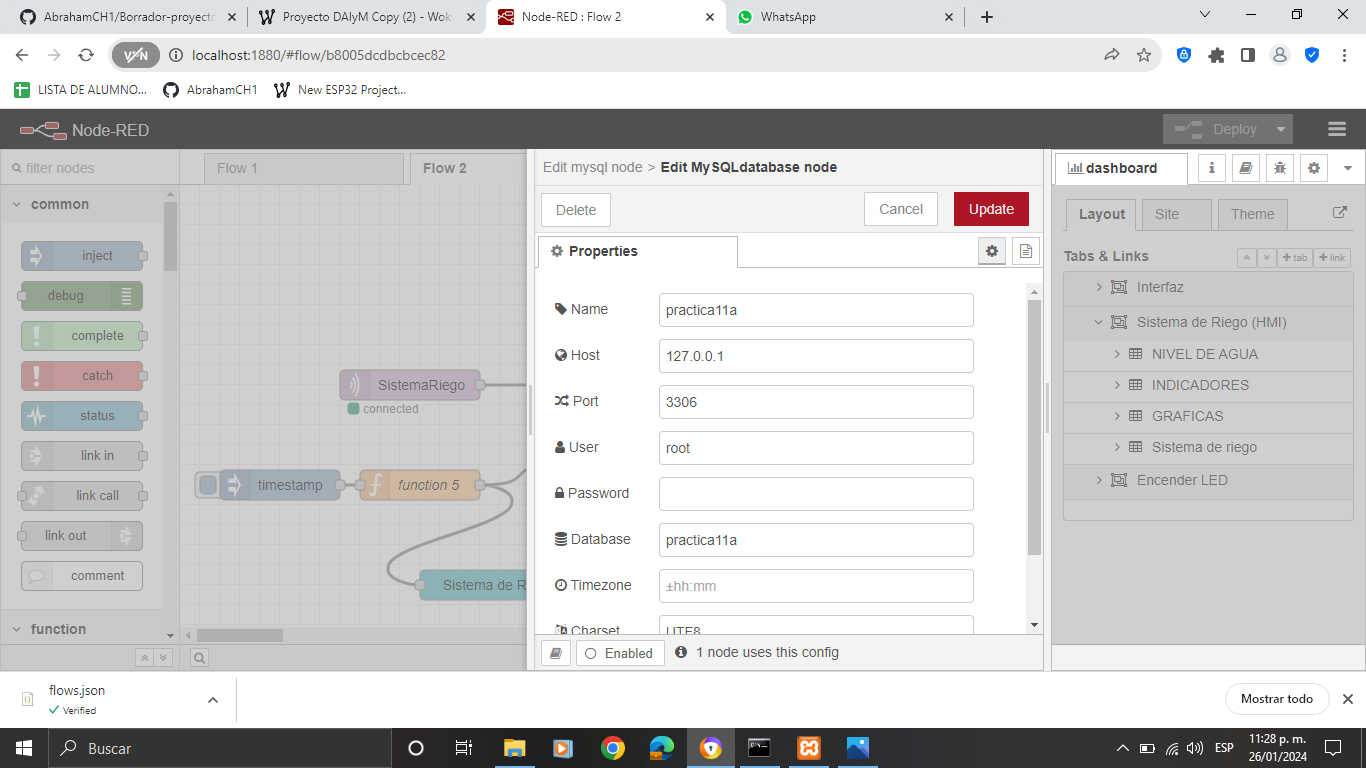 AbrahamCH1/Borrador-proyecto
Proyecto DAIyM Copy (2) - Wok
Node-RED : Flow 2
WhatsApp
VPN
localhost:1880/#flow/b8005dcdbcbcec82
LISTA DE ALUMNO...
AbrahamCH1
New ESP32 Project...
Node-RED
Deploy
filter nodes
Flow 1
Flow 2
Edit mysql node > Edit MySQLdatabase node
dashboard
common
Delete
Cancel
Update
Layout
Site
Theme
inject
Properties
Tabs & Links
+ tab
+ link
debug
Interfaz
complete
Name
practica11a
Sistema de Riego (HMI)
catch
Host
127.0.0.1
NIVEL DE AGUA
SistemaRiego
INDICADORES
connected
Port
3306
GRAFICAS
status
User
root
Sistema de riego
link in
timestamp
function 5
Encender LED
link call
Password
link out
Database
practica11a
comment
Sistema de R
Timezone
±hh:mm
function
Charset
UTF8
Enabled
1 node uses this config
flows.json
Verified
Mostrar todo
Buscar
ESP
11:28 p. m.
26/01/2024